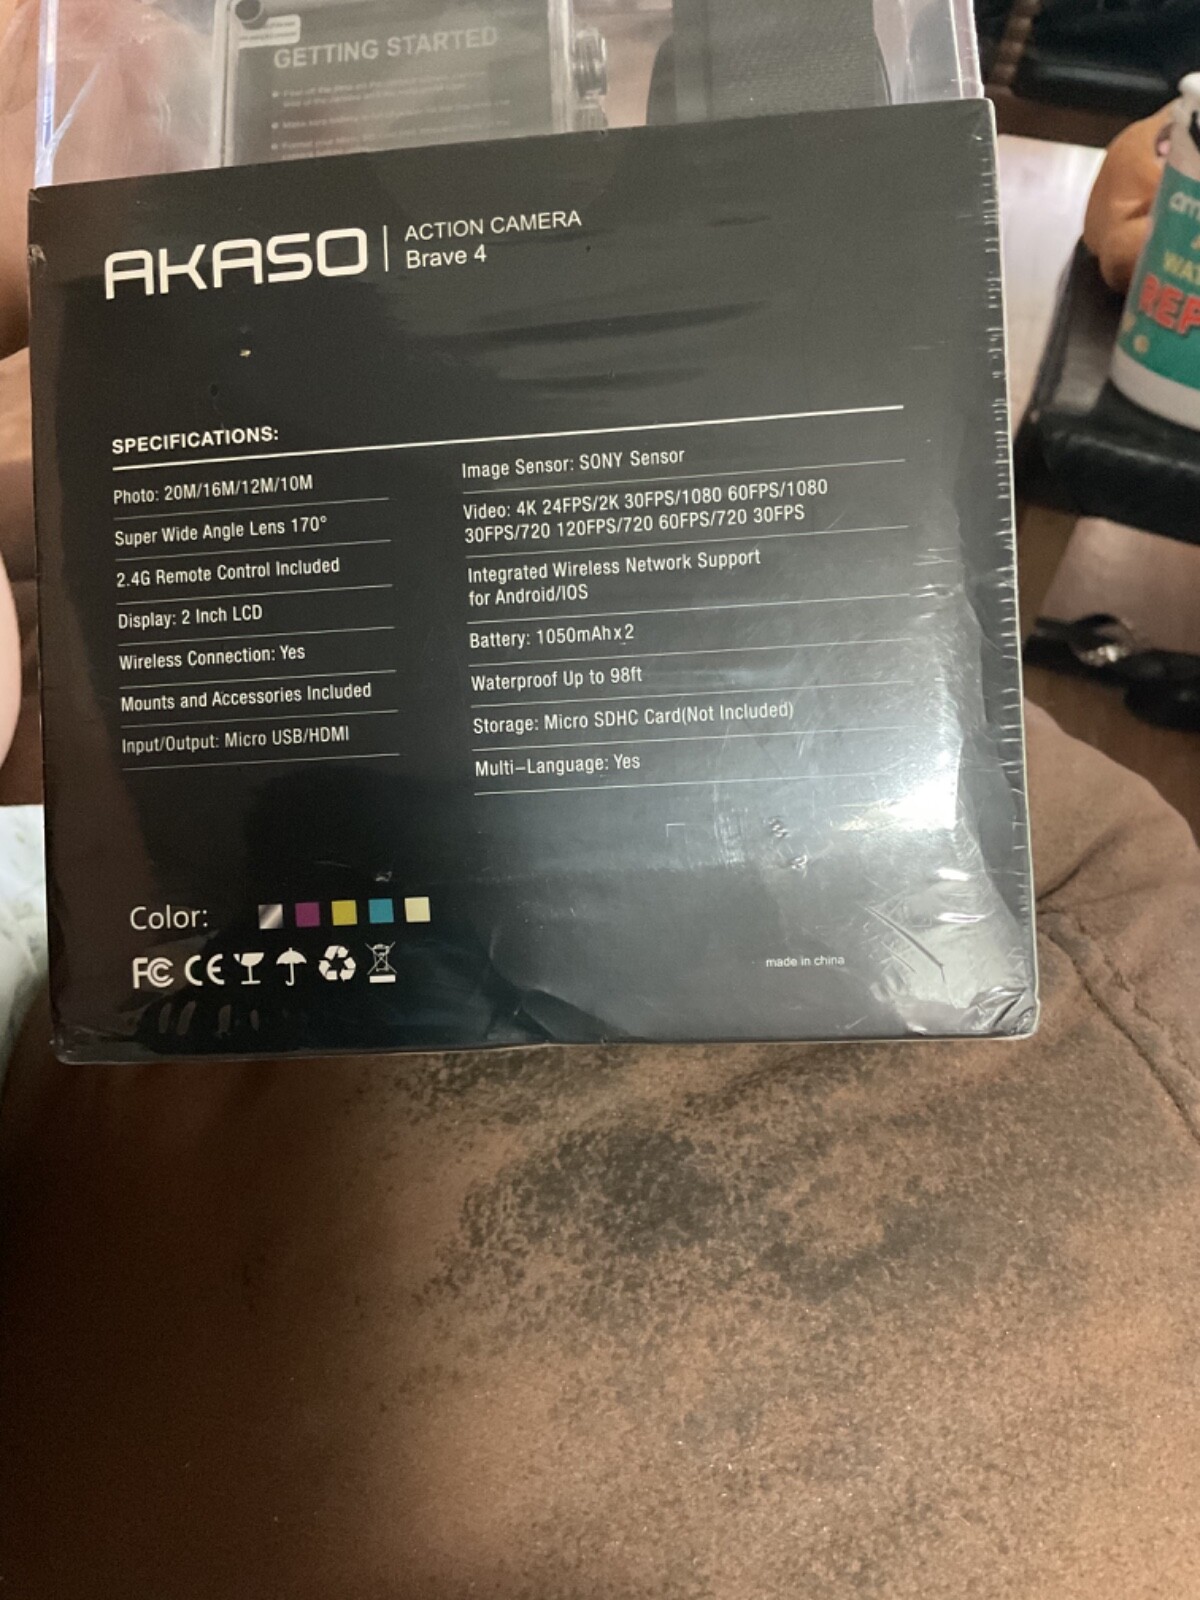 GETTING STARTED
AKASO
ACTION CAMERA
Brave 4
SPECIFICATIONS:
Photo: 20M/16M/12M/10M
Super Wide Angle Lens 170°
2.4G Remote Control Included
Display: 2 Inch LCD
Wireless Connection: Yes
Mounts and Accessories Included
Input/Output: Micro USB/HDMI
Image Sensor: SONY Sensor
Video: 4K 24FPS/2K 30FPS/1080 60FPS/1080
30FPS/720 120FPS/720 60FPS/720 30FPS
Integrated Wireless Network Support
for Android/IOS
Battery: 1050mAhx2
Waterproof Up to 98ft
Storage: Micro SDHC Card(Not Included)
Multi-Language: Yes
Color:
FC CE
made in china